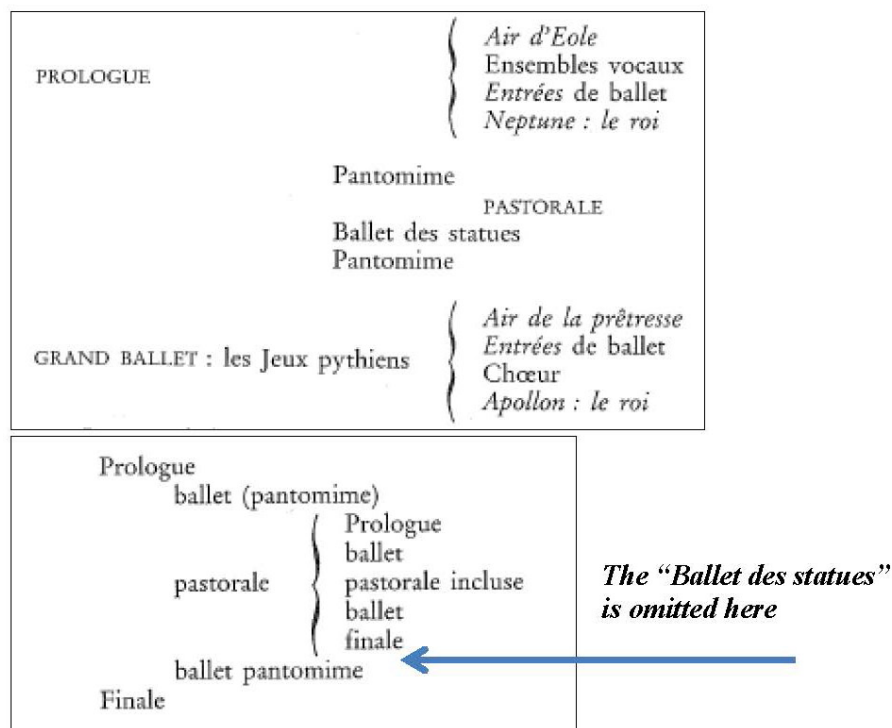 Air d'Eole
Ensembles vocaux
PROLOGUE
Entrées de ballet
Neptune : le roi
Pantomime
PASTORALE
Ballet des statues
Pantomime
Air de la prêtresse
GRAND BALLET : les Jeux pythiens
Entrées de ballet
Chœur
Apollon : le roi
Prologue
ballet (pantomime)
Prologue
ballet
pastorale
pastorale incluse
ballet
finale
ballet pantomime
Finale
The “Ballet des statues”
is omitted here